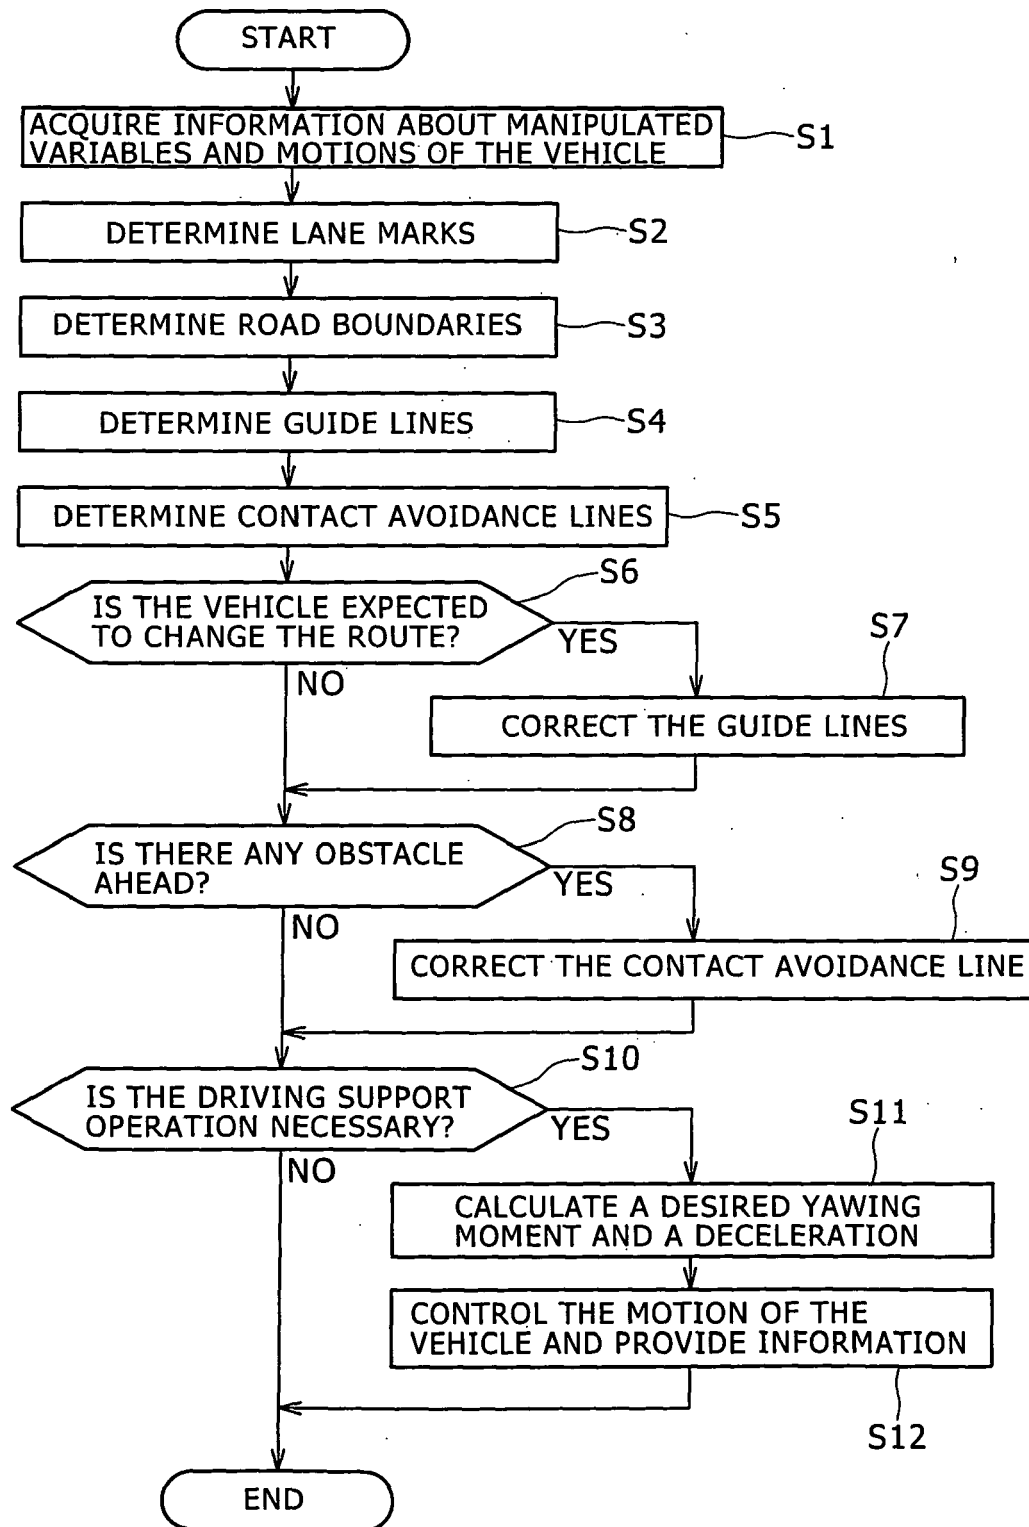 START
ACQUIRE INFORMATION ABOUT MANIPULATED
VARIABLES AND MOTIONS OF THE VEHICLE
S1
DETERMINE LANE MARKS
S2
DETERMINE ROAD BOUNDARIES
S3
DETERMINE GUIDE LINES
S4
DETERMINE CONTACT AVOIDANCE LINES
S5
S6
IS THE VEHICLE EXPECTED
TO CHANGE THE ROUTE?
YES
NO
S7
CORRECT THE GUIDE LINES
S8
IS THERE ANY OBSTACLE
AHEAD?
YES
NO
S9
CORRECT THE CONTACT AVOIDANCE LINE
S10
IS THE DRIVING SUPPORT
OPERATION NECESSARY?
YES
NO
S11
CALCULATE A DESIRED YAWING
MOMENT AND A DECELERATION
CONTROL THE MOTION OF THE
VEHICLE AND PROVIDE INFORMATION
S12
END